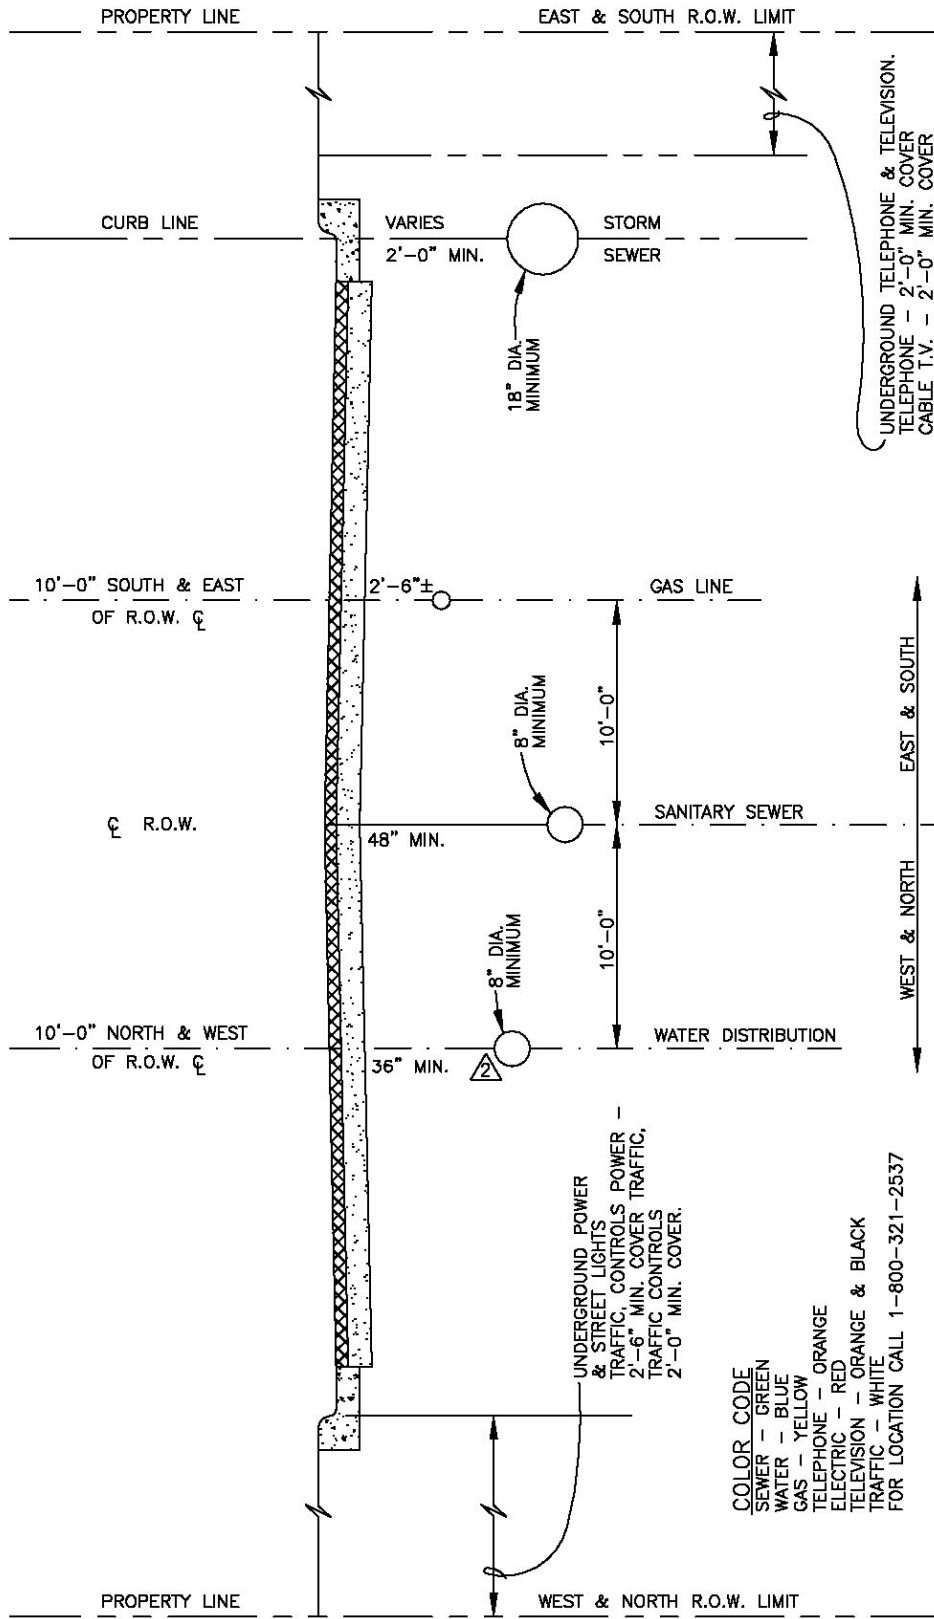 PROPERTY LINE
EAST & SOUTH R.O.W. LIMIT
UNDERGROUND TELEPHONE & TELEVISION.
TELEPHONE - 2'-0" MIN. COVER
CABLE T.V. - 2'-0" MIN. COVER
CURB LINE
VARIES
2'-0" MIN.
STORM
SEWER
18" DIA.
MINIMUM
10'-0" SOUTH & EAST
OF R.O.W. ℄
2'-6"±
GAS LINE
8" DIA.
MINIMUM
10'-0"
EAST & SOUTH
℄ R.O.W.
48" MIN.
SANITARY SEWER
8" DIA.
MINIMUM
10'-0"
WEST & NORTH
10'-0" NORTH & WEST
OF R.O.W. ℄
36" MIN.
2
WATER DISTRIBUTION
UNDERGROUND POWER
& STREET LIGHTS
TRAFFIC, CONTROLS POWER -
2'-6" MIN. COVER TRAFFIC,
TRAFFIC CONTROLS
2'-0" MIN. COVER.
COLOR CODE
SEWER - GREEN
WATER - BLUE
GAS - YELLOW
TELEPHONE - ORANGE
ELECTRIC - RED
TELEVISION - ORANGE & BLACK
TRAFFIC - WHITE
FOR LOCATION CALL 1-800-321-2537
PROPERTY LINE
WEST & NORTH R.O.W. LIMIT